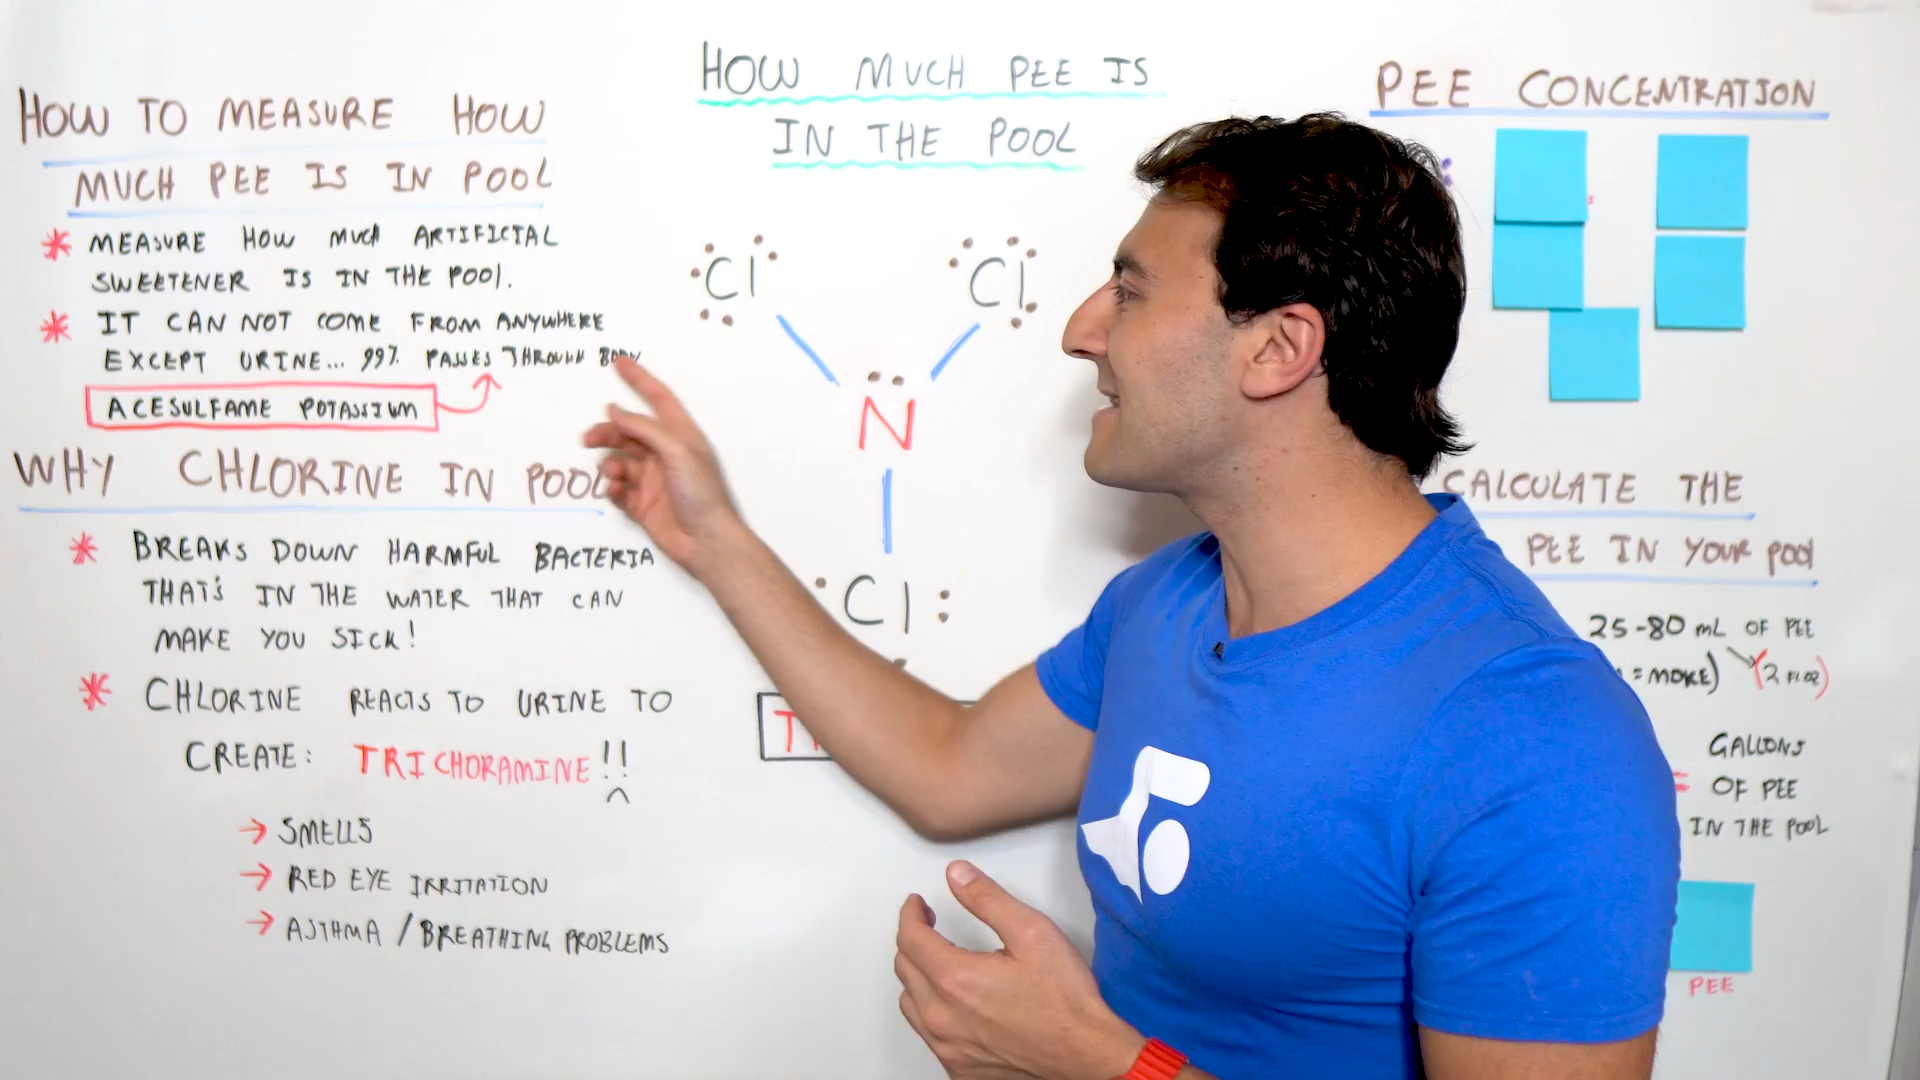 HOW TO MEASURE HOW
MUCH PEE IS IN POOL
* MEASURE HOW MUCH ARTIFICIAL
SWEETENER IS IN THE POOL.
* IT CAN NOT COME FROM ANYWHERE
EXCEPT URINE... 99% PASSES THROUGH BODY
ACESULFAME POTASSIUM
WHY CHLORINE IN POOL
* BREAKS DOWN HARMFUL BACTERIA
THAT'S IN THE WATER THAT CAN
MAKE YOU SICK!
* CHLORINE REACTS TO URINE TO
CREATE: TRICHORAMINE!!
→ SMELLS
→ RED EYE IRRITATION
→ ASTHMA / BREATHING PROBLEMS
HOW MUCH PEE IS
IN THE POOL
Cl Cl
N
Cl
PEE CONCENTRATION
CALCULATE THE
PEE IN YOUR POOL
25-80 mL OF PEE
= MORE) (2 FL OZ)
= GALLONS
OF PEE
IN THE POOL
PEE